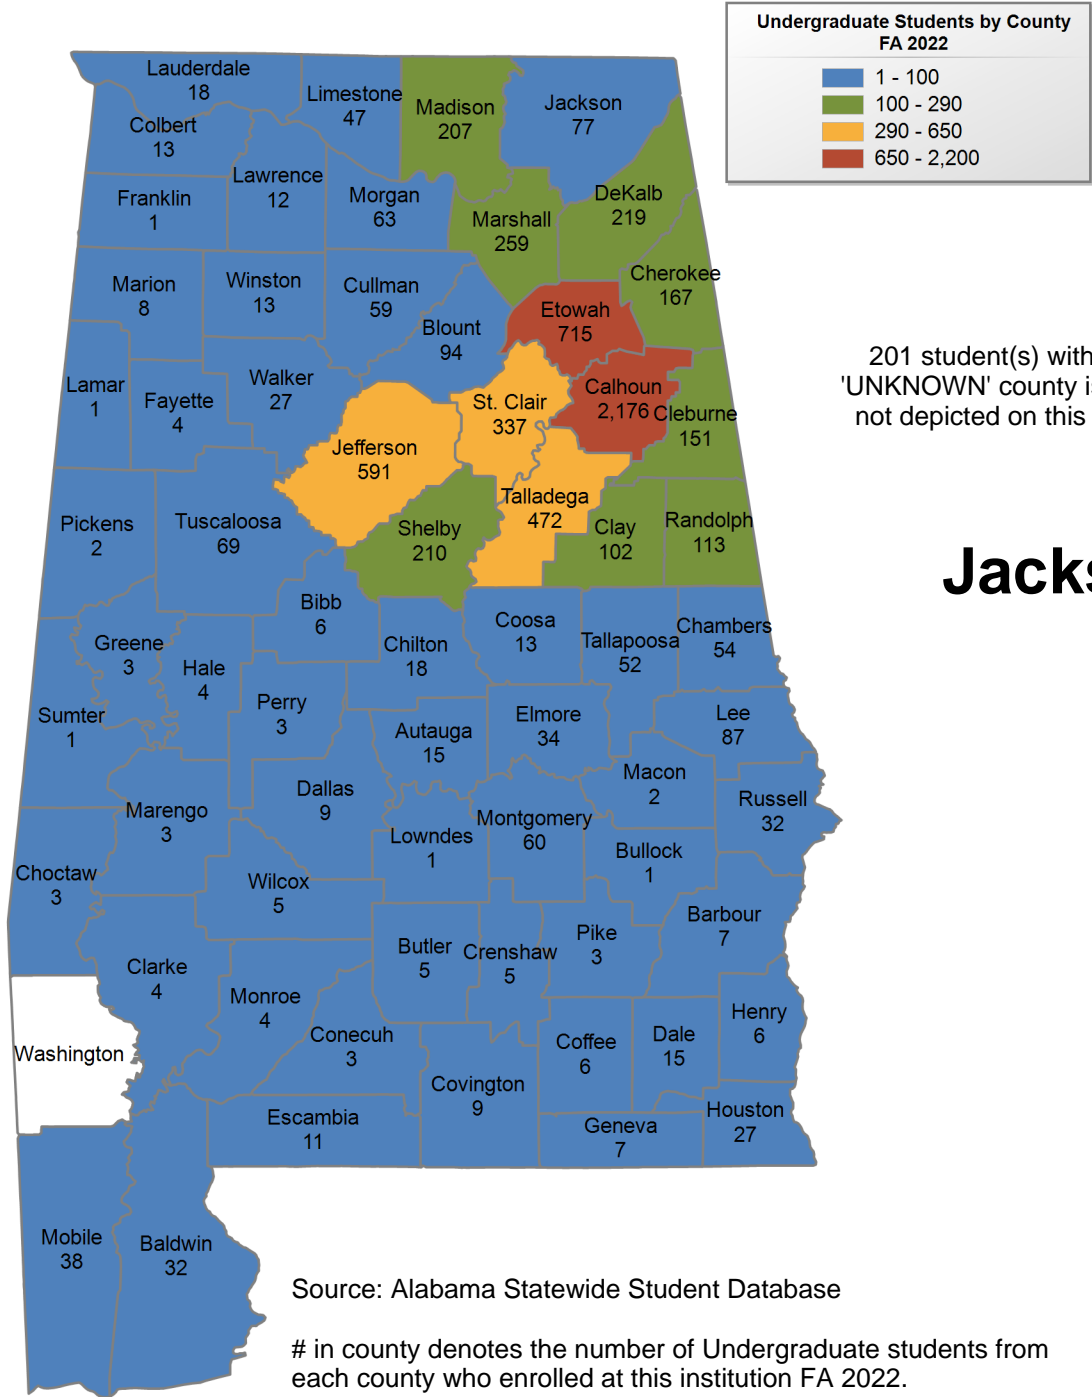 Undergraduate Students by County
FA 2022
1 - 100
100 - 290
290 - 650
650 - 2,200
Lauderdale
18
Limestone
47
Madison
207
Jackson
77
Colbert
13
Lawrence
12
Franklin
1
Morgan
63
DeKalb
219
Marshall
259
Cherokee
167
Marion
8
Winston
13
Cullman
59
Blount
94
Etowah
715
201 student(s) with
'UNKNOWN' county i
not depicted on this
Lamar
1
Fayette
4
Walker
27
Jefferson
591
St. Clair
337
Calhoun
2,176
Cleburne
151
Talladega
472
Pickens
2
Tuscaloosa
69
Shelby
210
Clay
102
Randolph
113
Jacks
Bibb
6
Chilton
18
Coosa
13
Tallapoosa
52
Chambers
54
Greene
3
Hale
4
Perry
3
Sumter
1
Autauga
15
Elmore
34
Lee
87
Macon
2
Dallas
9
Marengo
3
Lowndes
1
Montgomery
60
Russell
32
Bullock
1
Choctaw
3
Wilcox
5
Barbour
7
Butler
5
Crenshaw
5
Pike
3
Clarke
4
Monroe
4
Conecuh
3
Henry
6
Coffee
6
Dale
15
Washington
Covington
9
Escambia
11
Geneva
7
Houston
27
Mobile
38
Baldwin
32
Source: Alabama Statewide Student Database
# in county denotes the number of Undergraduate students from
each county who enrolled at this institution FA 2022.